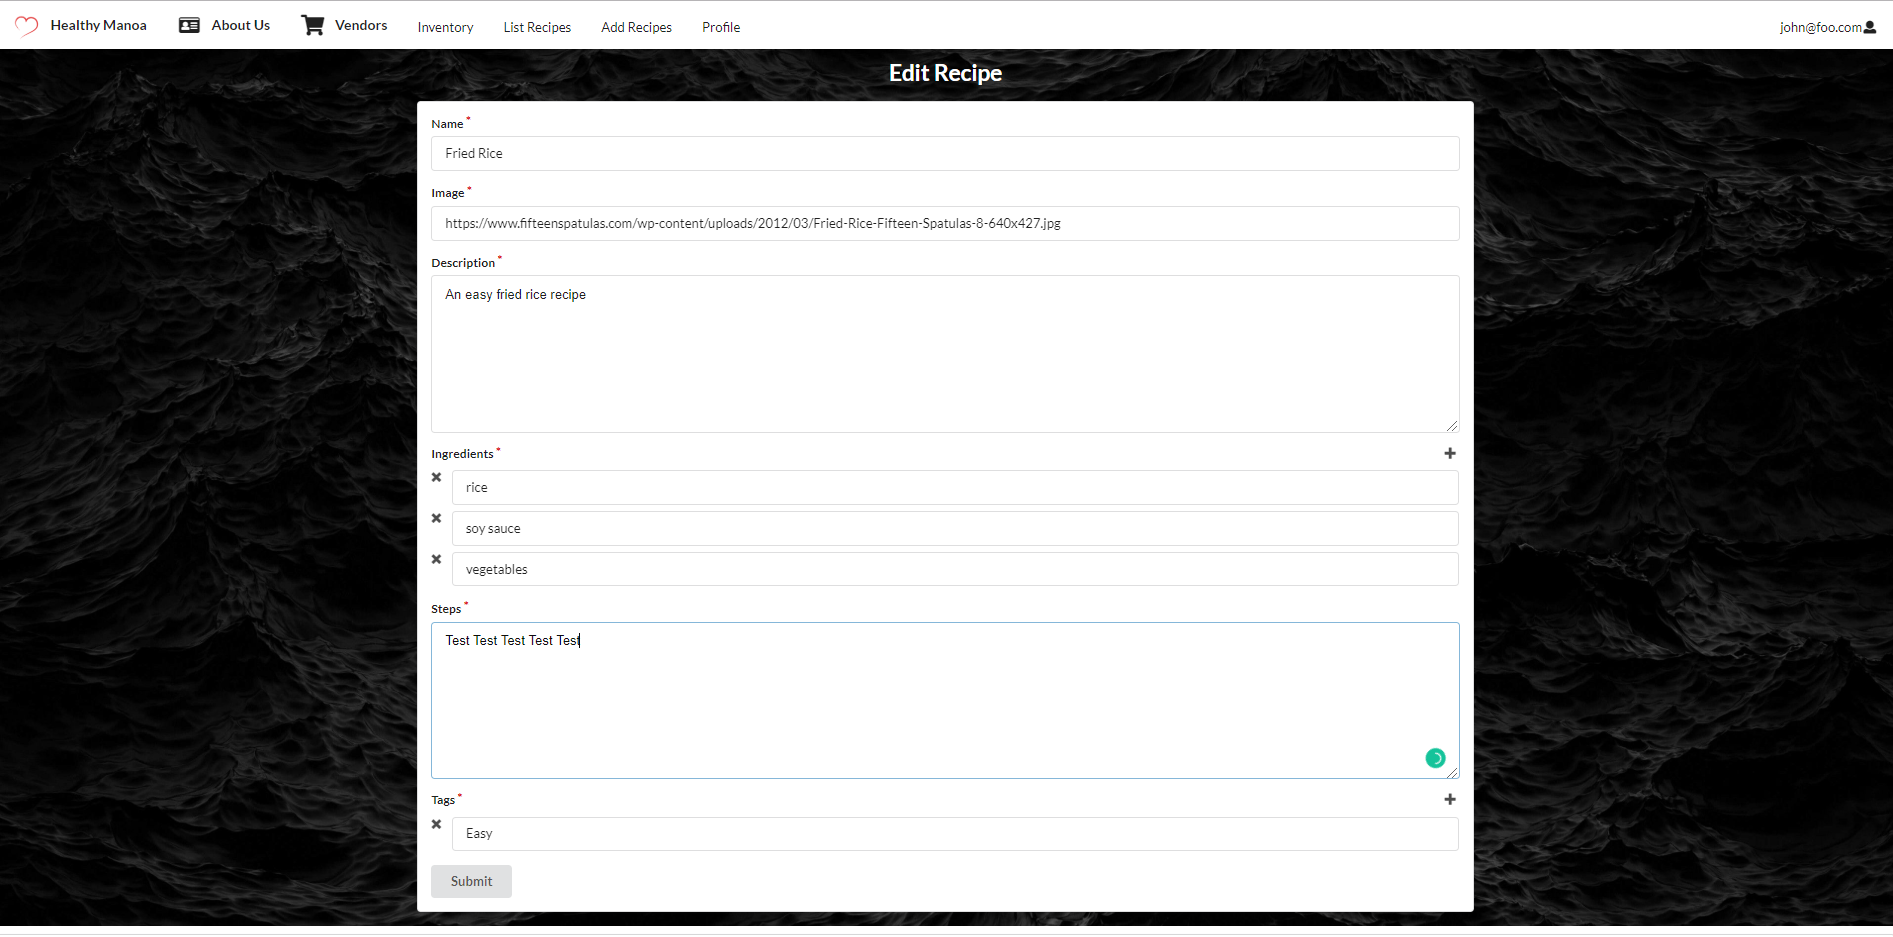 Healthy Manoa About Us Vendors Inventory List Recipes Add Recipes Profile john@foo.com
Edit Recipe
Name *
Fried Rice
Image *
https://www.fifteenspatulas.com/wp-content/uploads/2012/03/Fried-Rice-Fifteen-Spatulas-8-640x427.jpg
Description *
An easy fried rice recipe
Ingredients *
rice
soy sauce
vegetables
Steps *
Test Test Test Test Test
Tags *
Easy
Submit